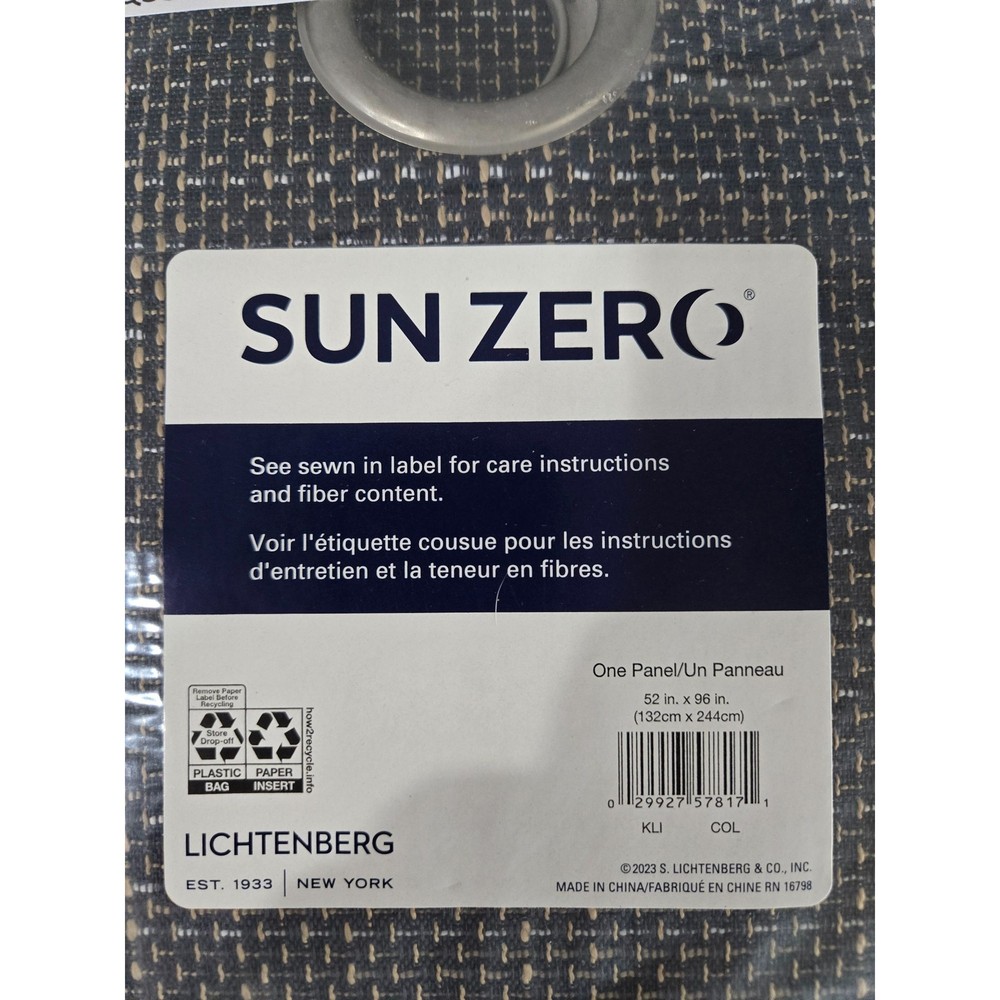 SUN ZERO®
See sewn in label for care instructions
and fiber content.
Voir l'étiquette cousue pour les instructions
d'entretien et la teneur en fibres.
One Panel/Un Panneau
52 in. x 96 in.
(132cm x 244cm)
0 29927 57817 1
KLI COL
Remove Paper
Label Before
Recycling
Store
Drop-off
PLASTIC
BAG
PAPER
INSERT
how2recycle.info
LICHTENBERG
EST. 1933 | NEW YORK
©2023 S. LICHTENBERG & CO., INC.
MADE IN CHINA/FABRIQUÉ EN CHINE RN 16798